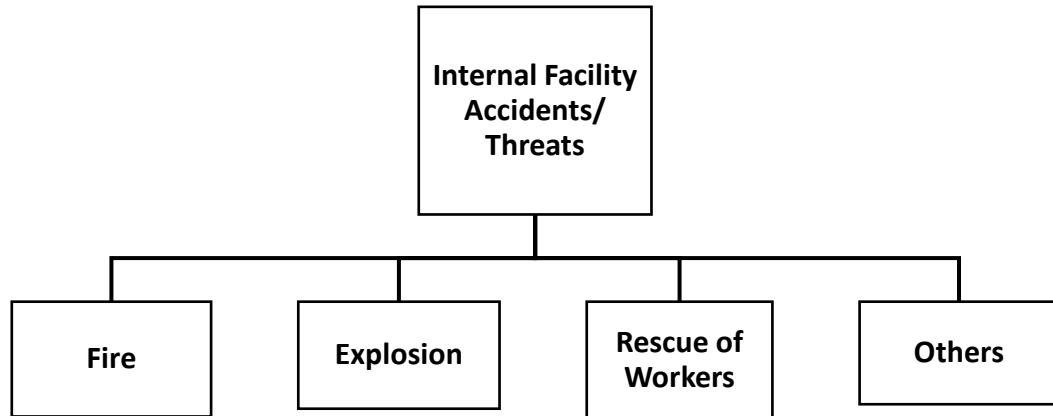 Internal Facility
Accidents/
Threats
Fire
Explosion
Rescue of
Workers
Others